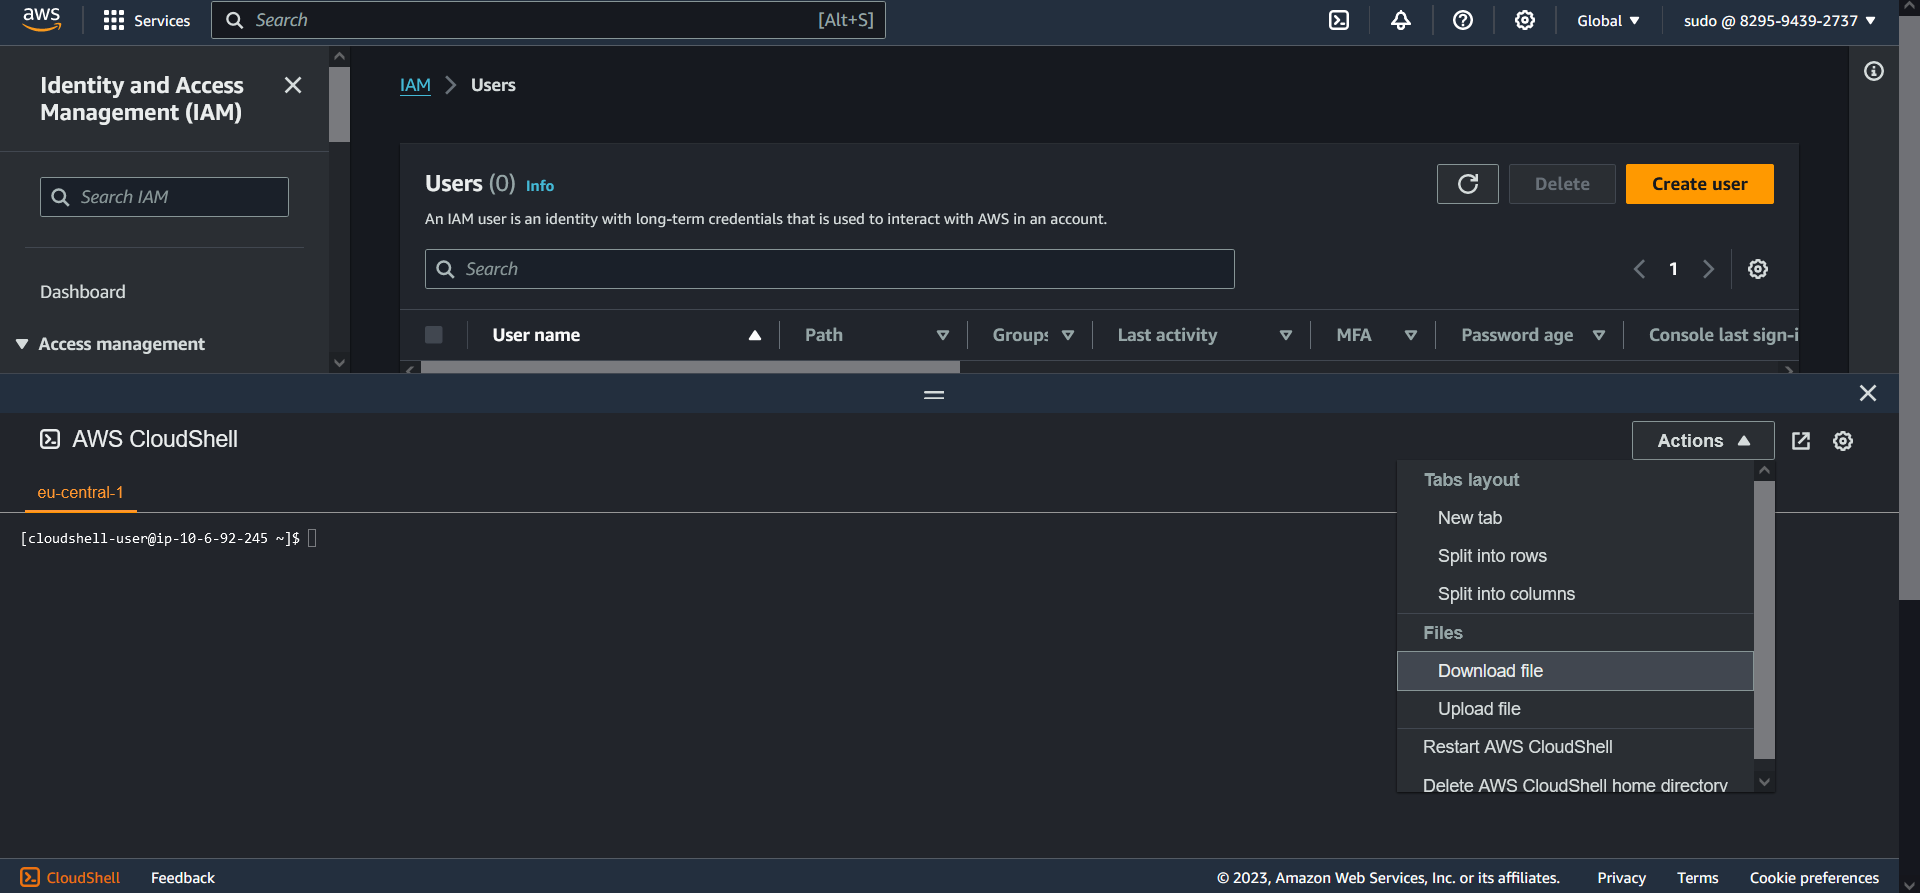 aws
Services
Search
[Alt+S]
Global
sudo @ 8295-9439-2737
Identity and Access
Management (IAM)
Search IAM
Dashboard
Access management
IAM
Users
Users (0) Info
An IAM user is an identity with long-term credentials that is used to interact with AWS in an account.
Delete
Create user
Search
1
User name
Path
Groups
Last activity
MFA
Password age
Console last sign-i
AWS CloudShell
Actions
eu-central-1
[cloudshell-user@ip-10-6-92-245 ~]$
Tabs layout
New tab
Split into rows
Split into columns
Files
Download file
Upload file
Restart AWS CloudShell
Delete AWS CloudShell home directory
CloudShell
Feedback
© 2023, Amazon Web Services, Inc. or its affiliates.
Privacy
Terms
Cookie preferences